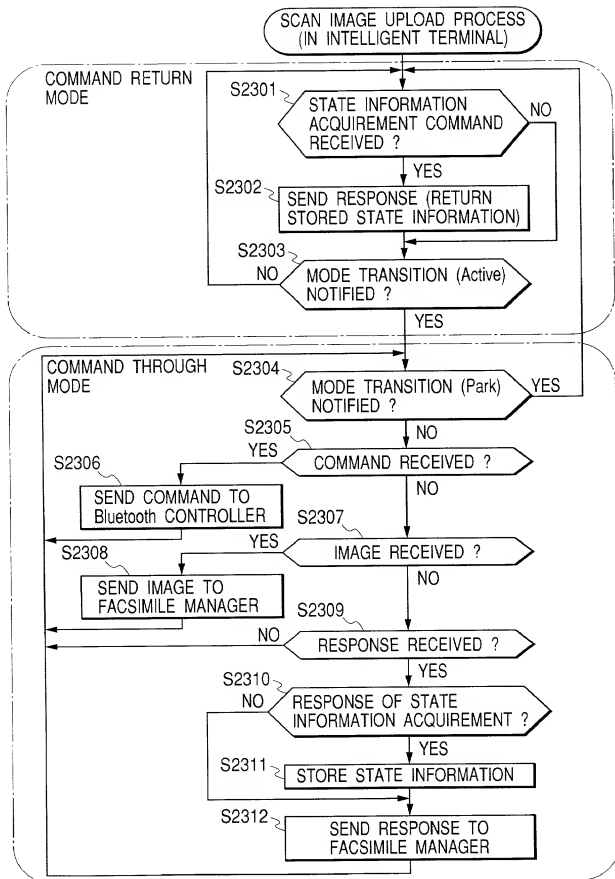 SCAN IMAGE UPLOAD PROCESS
(IN INTELLIGENT TERMINAL)
COMMAND RETURN
MODE
S2301
STATE INFORMATION
ACQUIREMENT COMMAND
RECEIVED ?
NO
YES
S2302
SEND RESPONSE (RETURN
STORED STATE INFORMATION)
S2303
NO
MODE TRANSITION (Active)
NOTIFIED ?
YES
COMMAND THROUGH
MODE
S2304
MODE TRANSITION (Park)
NOTIFIED ?
YES
NO
S2305
YES
COMMAND RECEIVED ?
S2306
NO
SEND COMMAND TO
Bluetooth CONTROLLER
S2307
YES
IMAGE RECEIVED ?
S2308
NO
SEND IMAGE TO
FACSIMILE MANAGER
S2309
NO
RESPONSE RECEIVED ?
YES
S2310
NO
RESPONSE OF STATE
INFORMATION ACQUIREMENT ?
YES
S2311
STORE STATE INFORMATION
S2312
SEND RESPONSE TO
FACSIMILE MANAGER